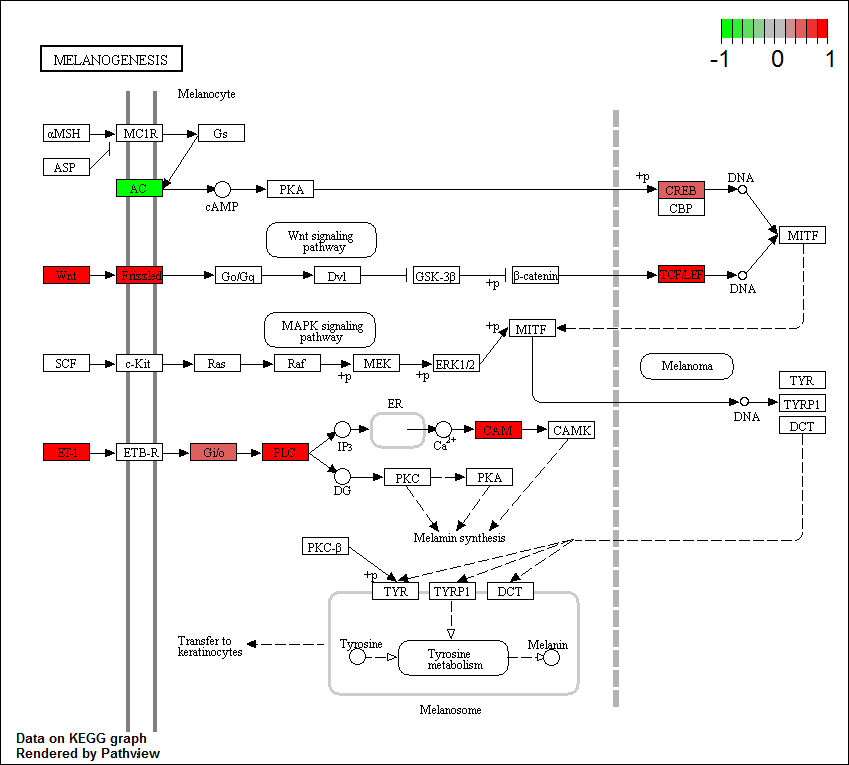 -1 0 1
MELANOGENESIS
Melanocyte
αMSH MC1R Gs
ASP
AC cAMP PKA +p CREB DNA
CBP
MITF
Wnt signaling
pathway
Wnt Frizzled Go/Gq Dvl GSK-3β +p β-catenin TCF/LEF DNA
MAPK signaling
pathway
+p MITF
SCF c-Kit Ras Raf +p MEK +p ERK1/2
Melanoma
TYR
DNA TYRP1
DCT
ER
ET-1 ETB-R Gi/o PLC IP3 Ca2+ CAM CAMK
DG PKC PKA
Melamin synthesis
PKC-β
+p
TYR TYRP1 DCT
Transfer to
keratinocytes
Tyrosine Melanin
Tyrosine
metabolism
Melanosome
Data on KEGG graph
Rendered by Pathview